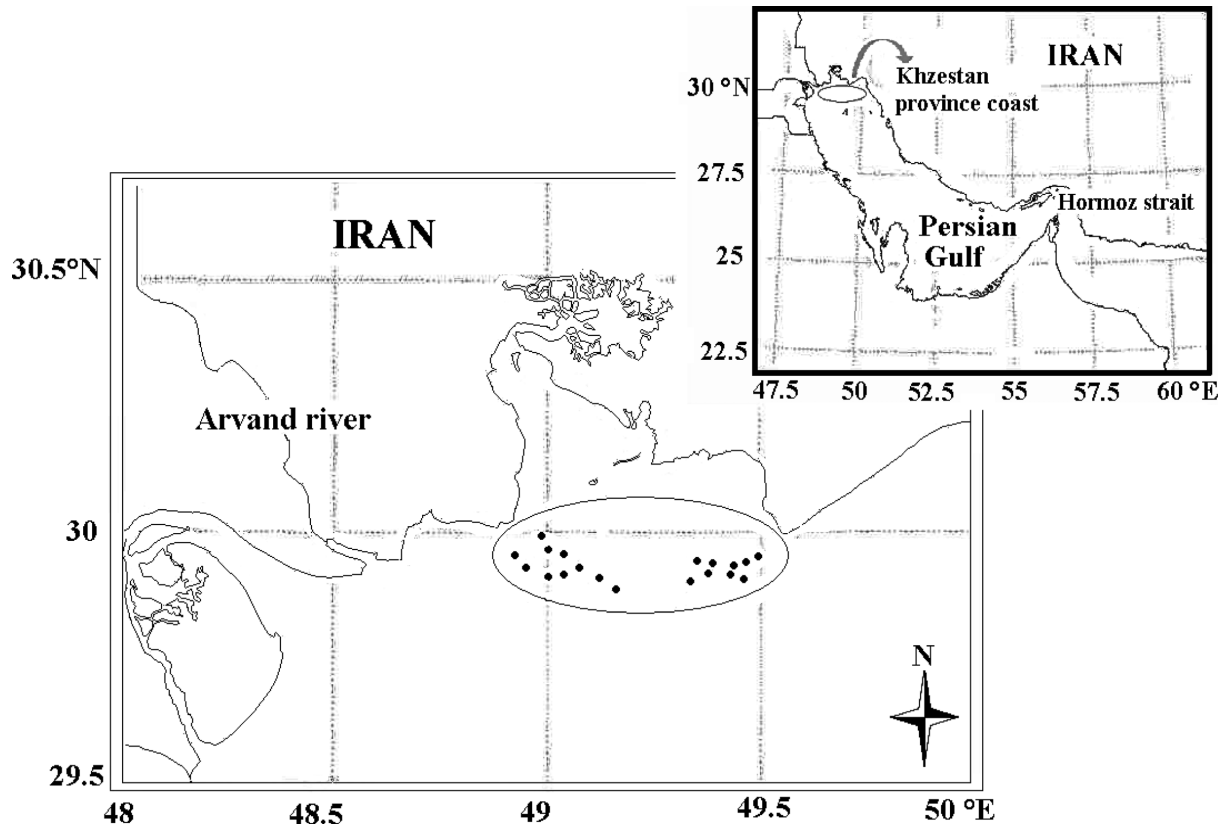 IRAN
30 °N
Khzestan
province coast
27.5
Hormoz strait
Persian
Gulf
25
22.5
47.5 50 52.5 55 57.5 60 °E
IRAN
30.5°N
Arvand river
30
N
29.5
48 48.5 49 49.5 50 °E